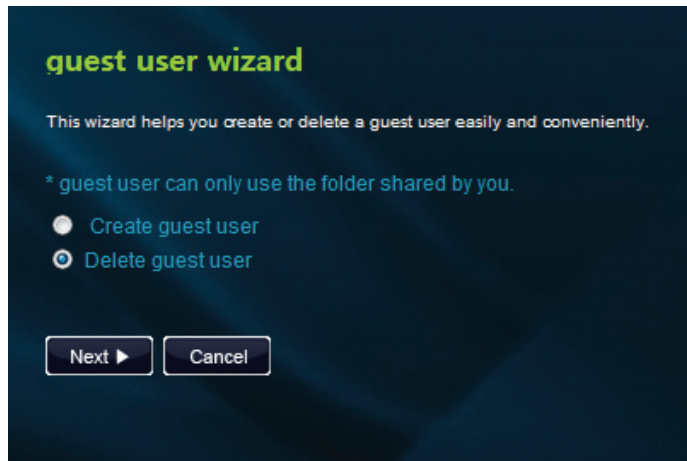 guest user wizard
This wizard helps you create or delete a guest user easily and conveniently.
* guest user can only use the folder shared by you.
Create guest user
Delete guest user
Next ▶ Cancel